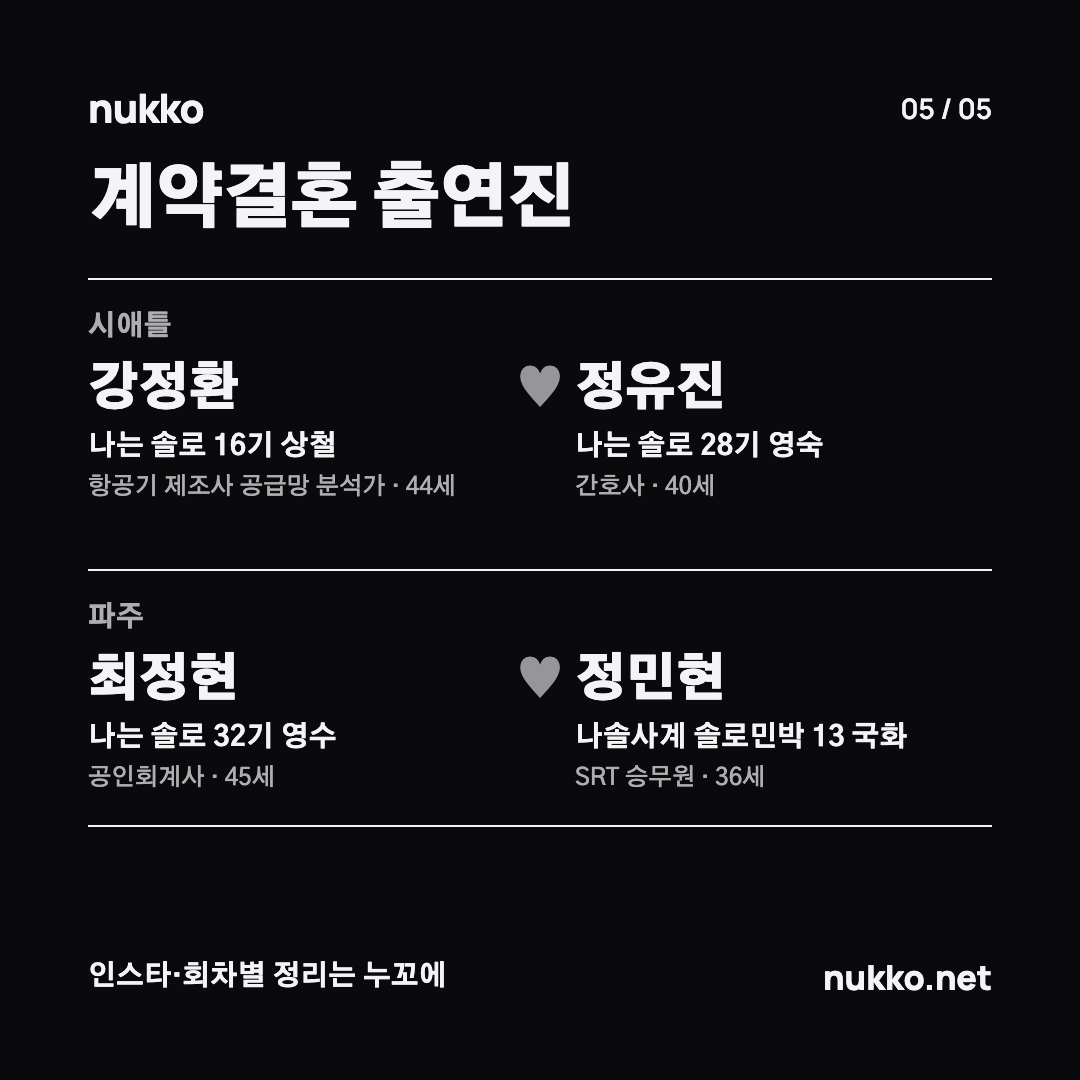 nukko
05 / 05
계약결혼 출연진
시애틀
강정환 ♥ 정유진
나는 솔로 16기 상철
나는 솔로 28기 영숙
항공기 제조사 공급망 분석가 · 44세
간호사 · 40세
파주
최정현 ♥ 정민현
나는 솔로 32기 영수
나솔사계 솔로민박 13 국화
공인회계사 · 45세
SRT 승무원 · 36세
인스타·회차별 정리는 누꼬에
nukko.net